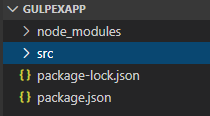 GULPEXAPP
node_modules
src
{} package-lock.json
{} package.json